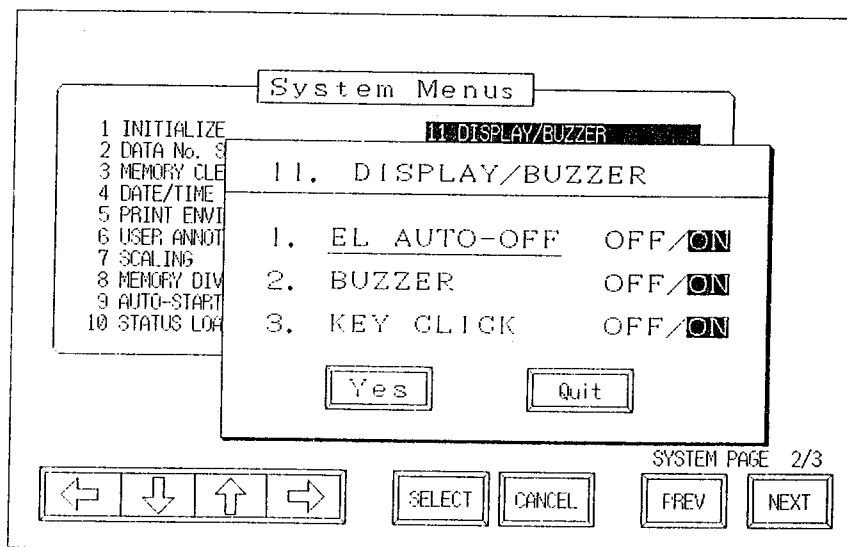 System Menus
1 INITIALIZE
11 DISPLAY/BUZZER
2 DATA No. S
3 MEMORY CLE
4 DATE/TIME
5 PRINT ENVI
6 USER ANNOT
7 SCALING
8 MEMORY DIV
9 AUTO-START
10 STATUS LOA
11. DISPLAY/BUZZER
1. EL AUTO-OFF OFF/ON
2. BUZZER OFF/ON
3. KEY CLICK OFF/ON
Yes Quit
SYSTEM PAGE 2/3
SELECT CANCEL PREV NEXT